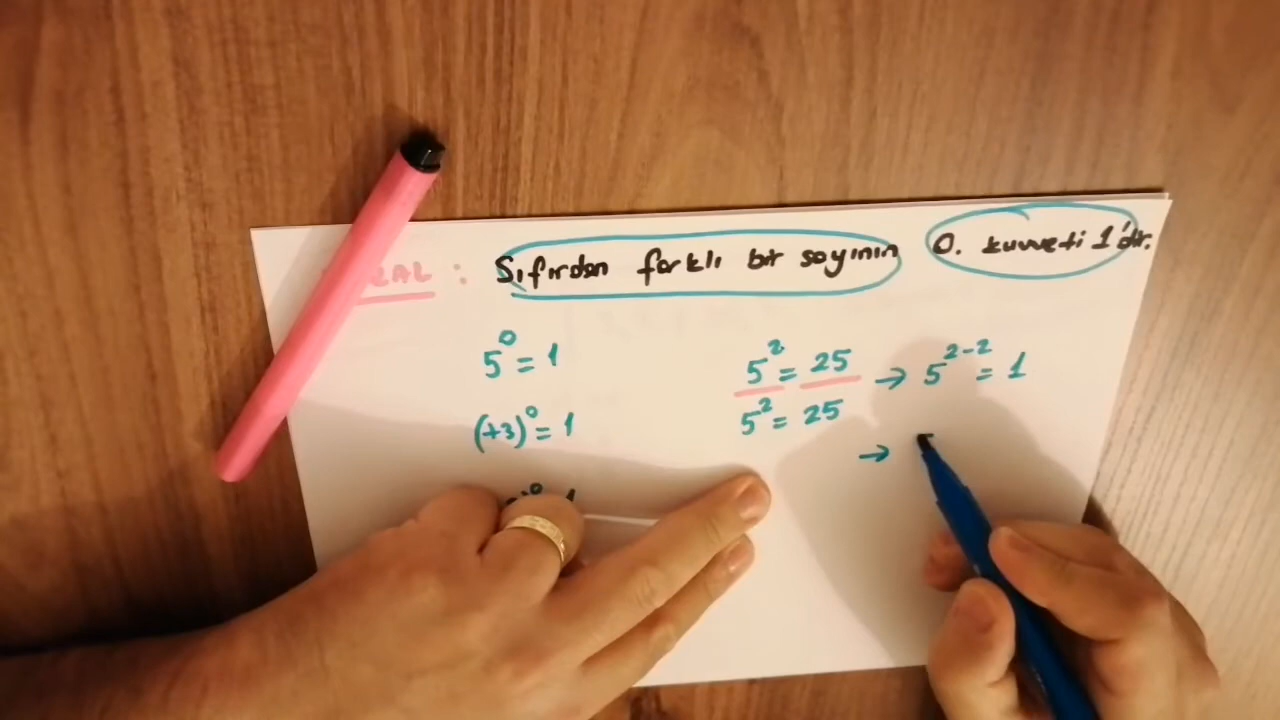 : Sıfırdan farklı bir sayının 0. kuvveti 1'dir.
5⁰ = 1
(+3)⁰ = 1
5² = 25 → 5²⁻² = 1
5² = 25
→